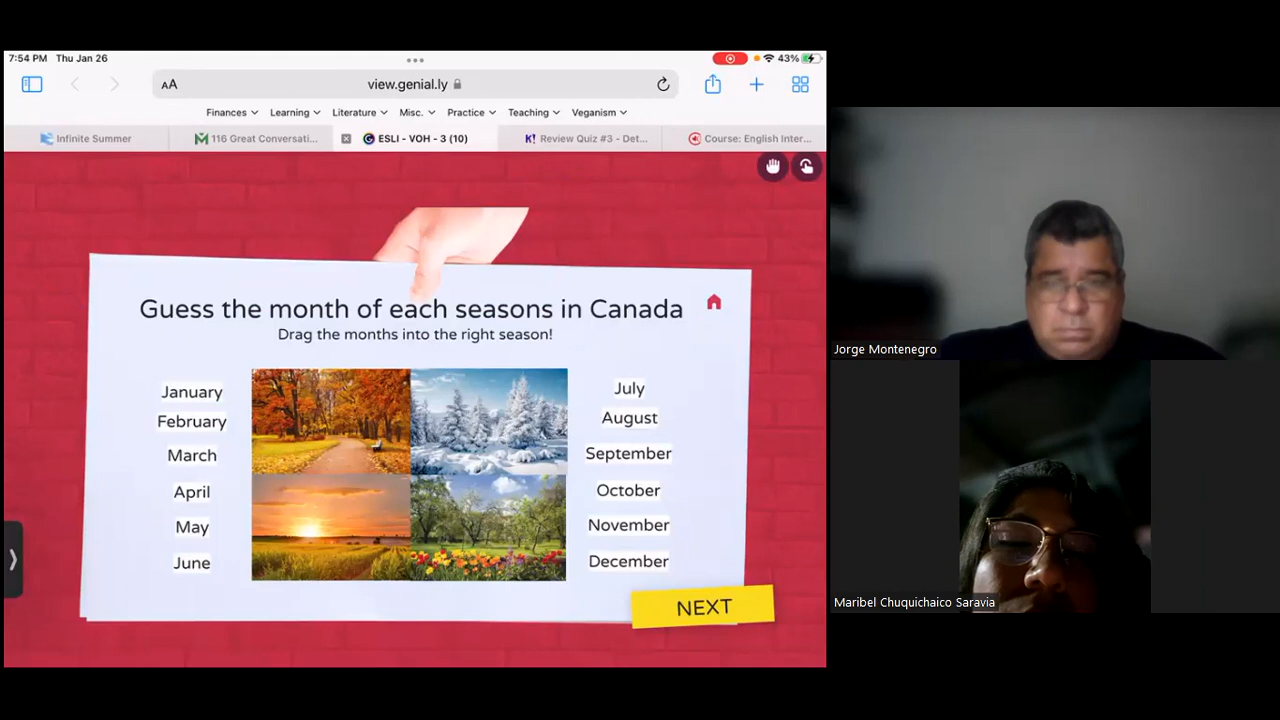 7:54 PM Thu Jan 26
43%
AA
view.genial.ly
Finances Learning Literature Misc. Practice Teaching Veganism
Infinite Summer
116 Great Conversati...
ESLI - VOH - 3 (10)
K! Review Quiz #3 - Det...
Course: English Inter...
Guess the month of each seasons in Canada
Drag the months into the right season!
January
February
March
April
May
June
July
August
September
October
November
December
NEXT
Jorge Montenegro
Maribel Chuquichaico Saravia